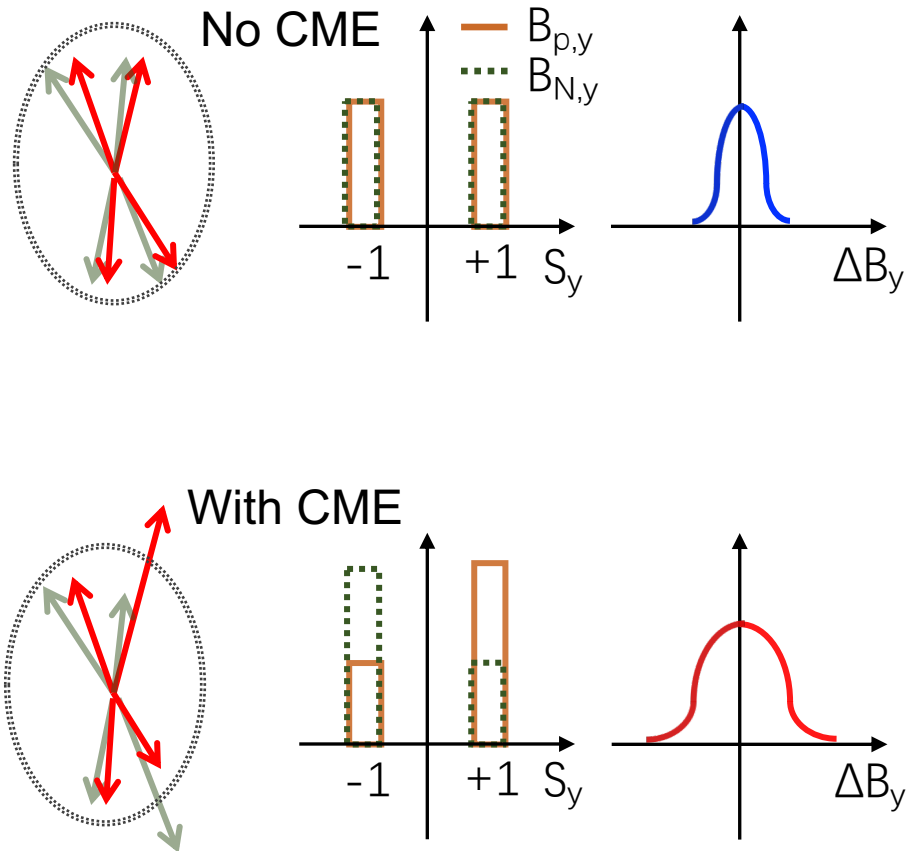 No CME
B_{p,y}
B_{N,y}
-1 +1 S_y
ΔB_y
With CME
-1 +1 S_y
ΔB_y